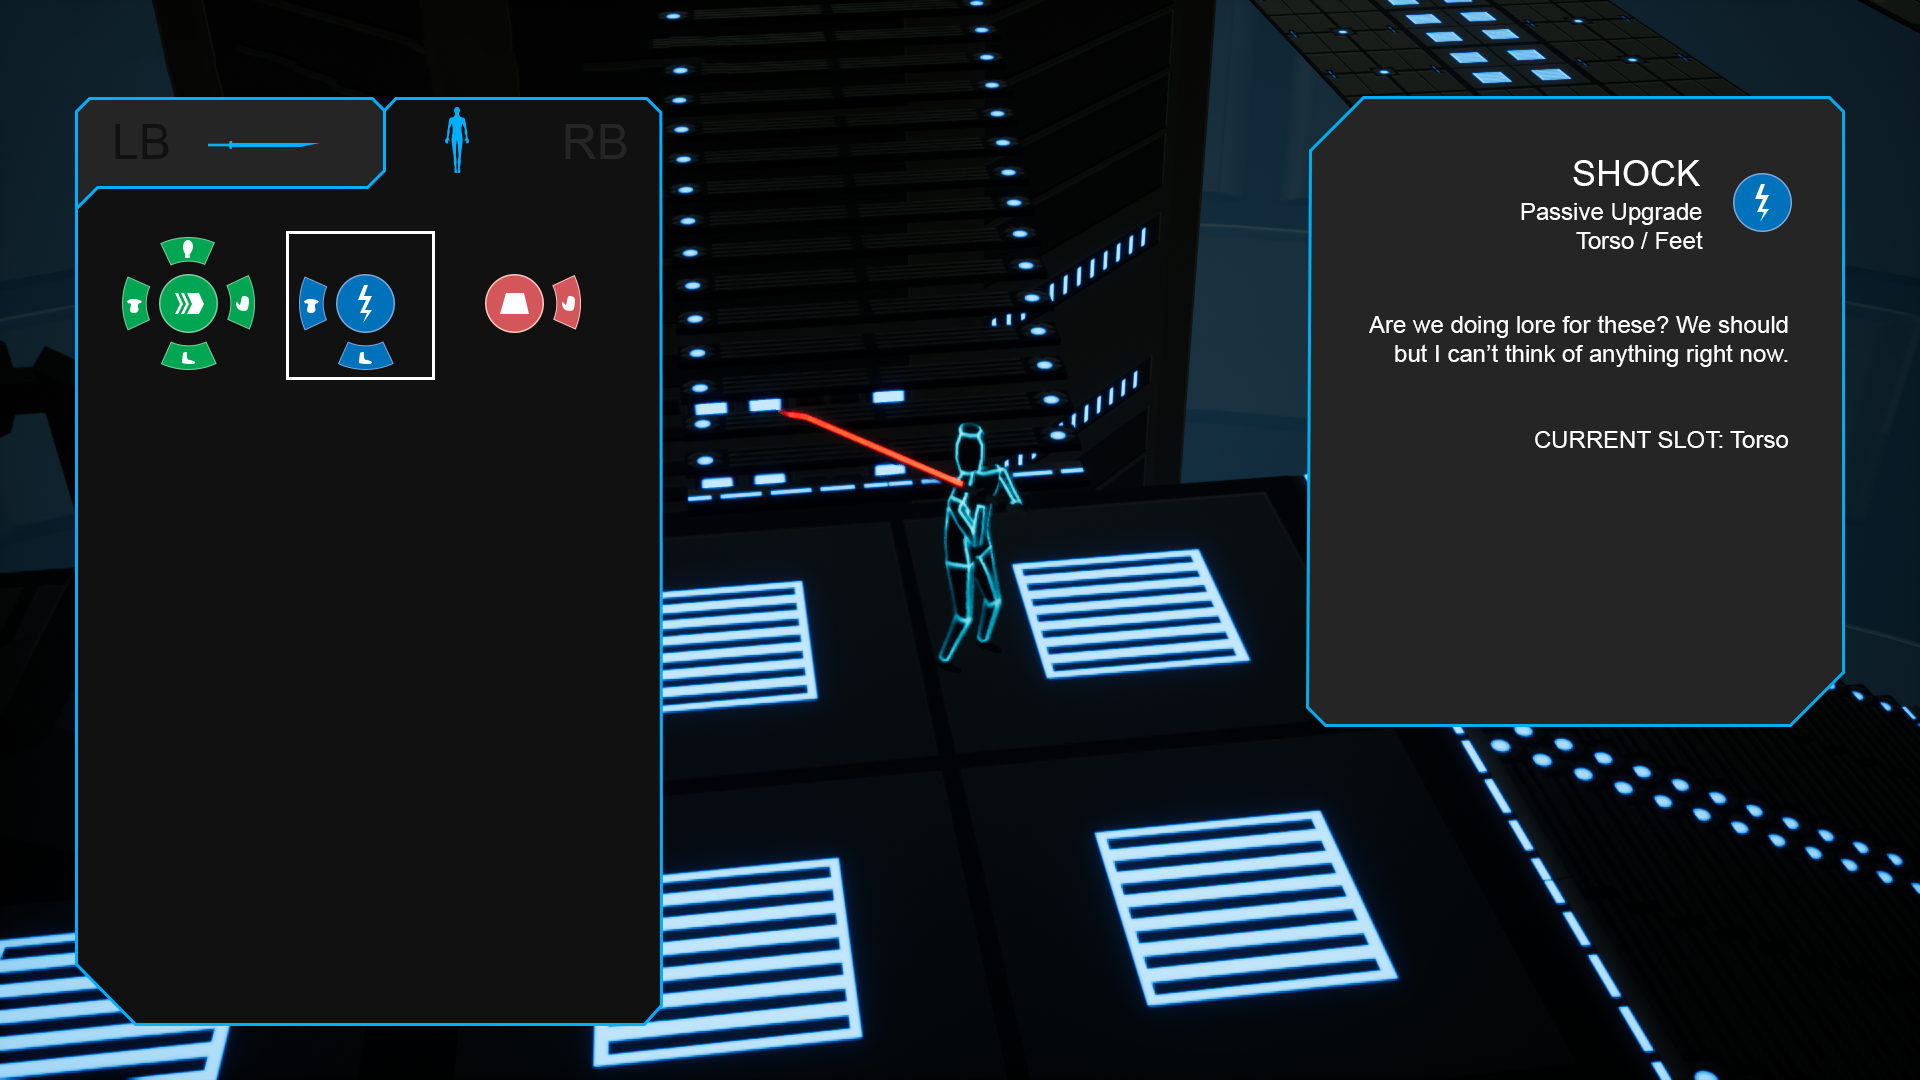 LB
RB
SHOCK
Passive Upgrade
Torso / Feet
Are we doing lore for these? We should
but I can’t think of anything right now.
CURRENT SLOT: Torso